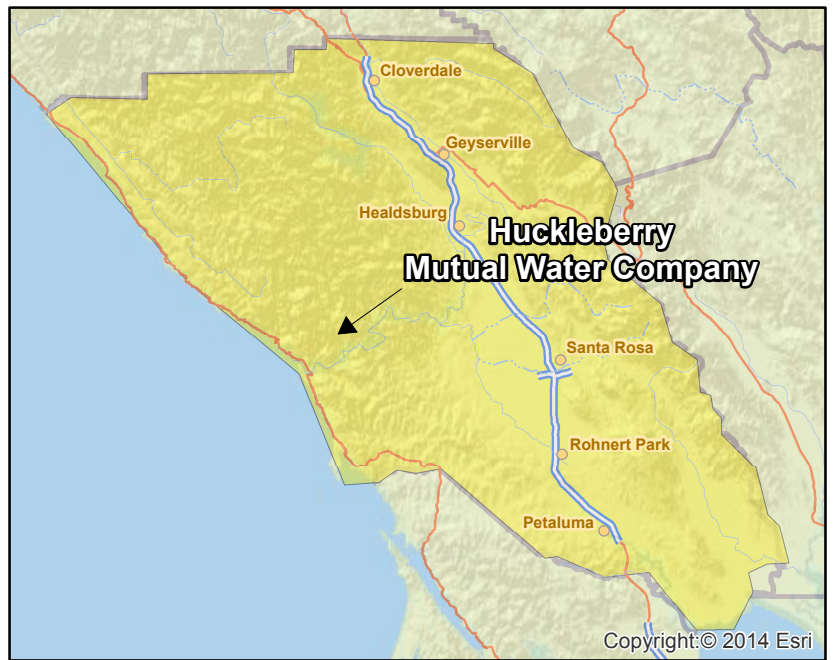 Cloverdale
Geyserville
Healdsburg
Huckleberry
Mutual Water Company
Santa Rosa
Rohnert Park
Petaluma
Copyright:© 2014 Esri